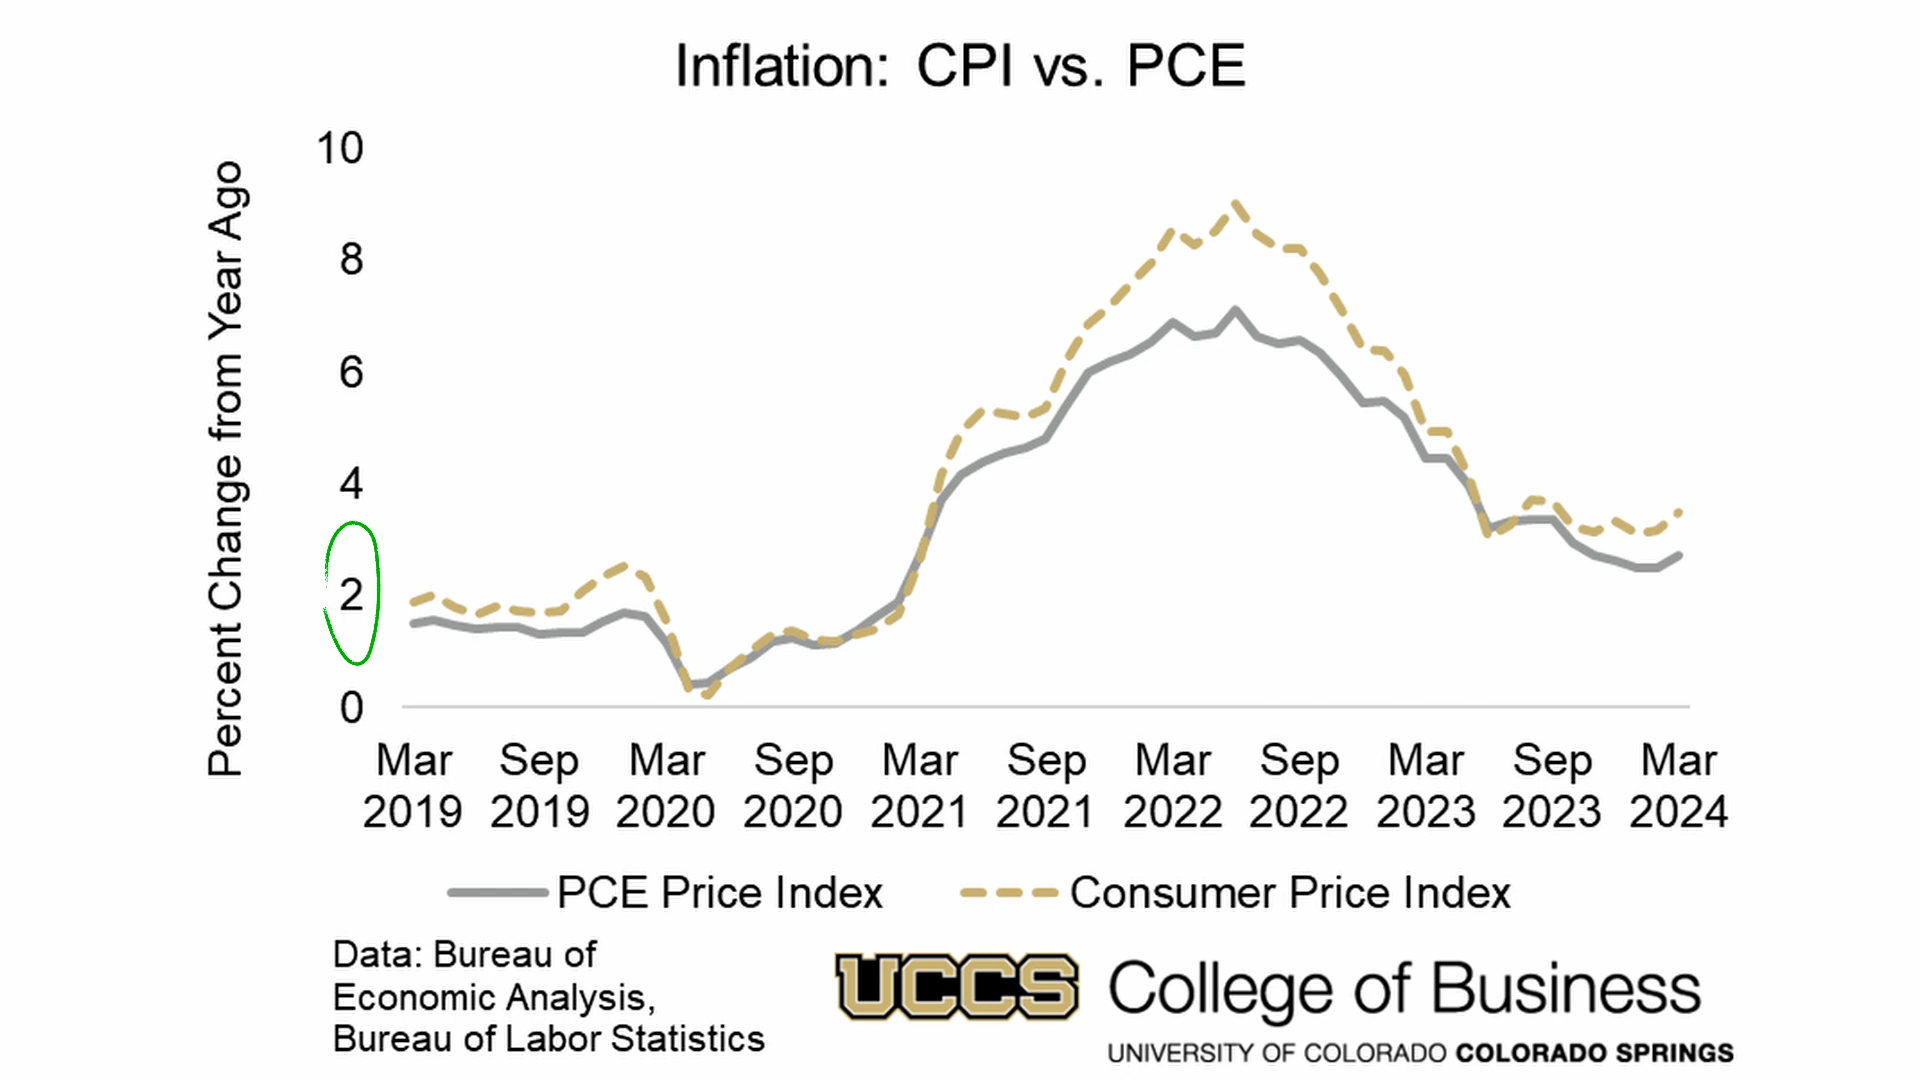 Inflation: CPI vs. PCE
Percent Change from Year Ago
10
8
6
4
2
0
Mar 2019
Sep 2019
Mar 2020
Sep 2020
Mar 2021
Sep 2021
Mar 2022
Sep 2022
Mar 2023
Sep 2023
Mar 2024
PCE Price Index
Consumer Price Index
Data: Bureau of
Economic Analysis,
Bureau of Labor Statistics
UCCS
College of Business
UNIVERSITY OF COLORADO COLORADO SPRINGS